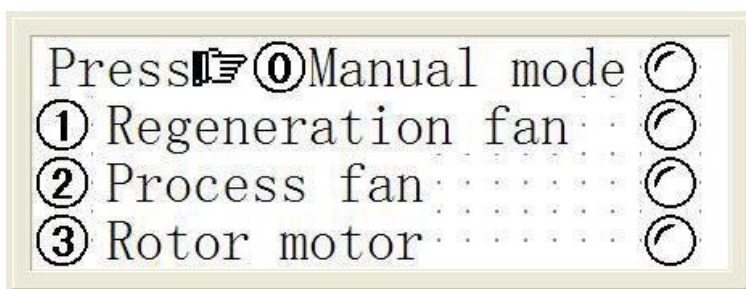 Press☞⓪Manual mode
① Regeneration fan
② Process fan
③ Rotor motor